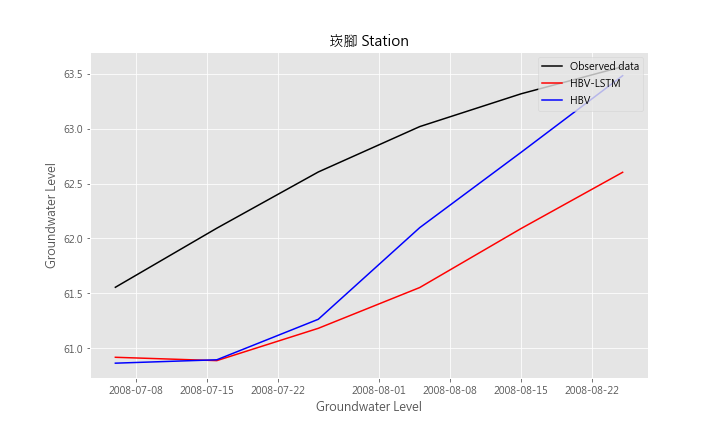 崁腳 Station
Observed data
HBV-LSTM
HBV
63.5
63.0
62.5
62.0
61.5
61.0
Groundwater Level
2008-07-08
2008-07-15
2008-07-22
2008-08-01
2008-08-08
2008-08-15
2008-08-22
Groundwater Level